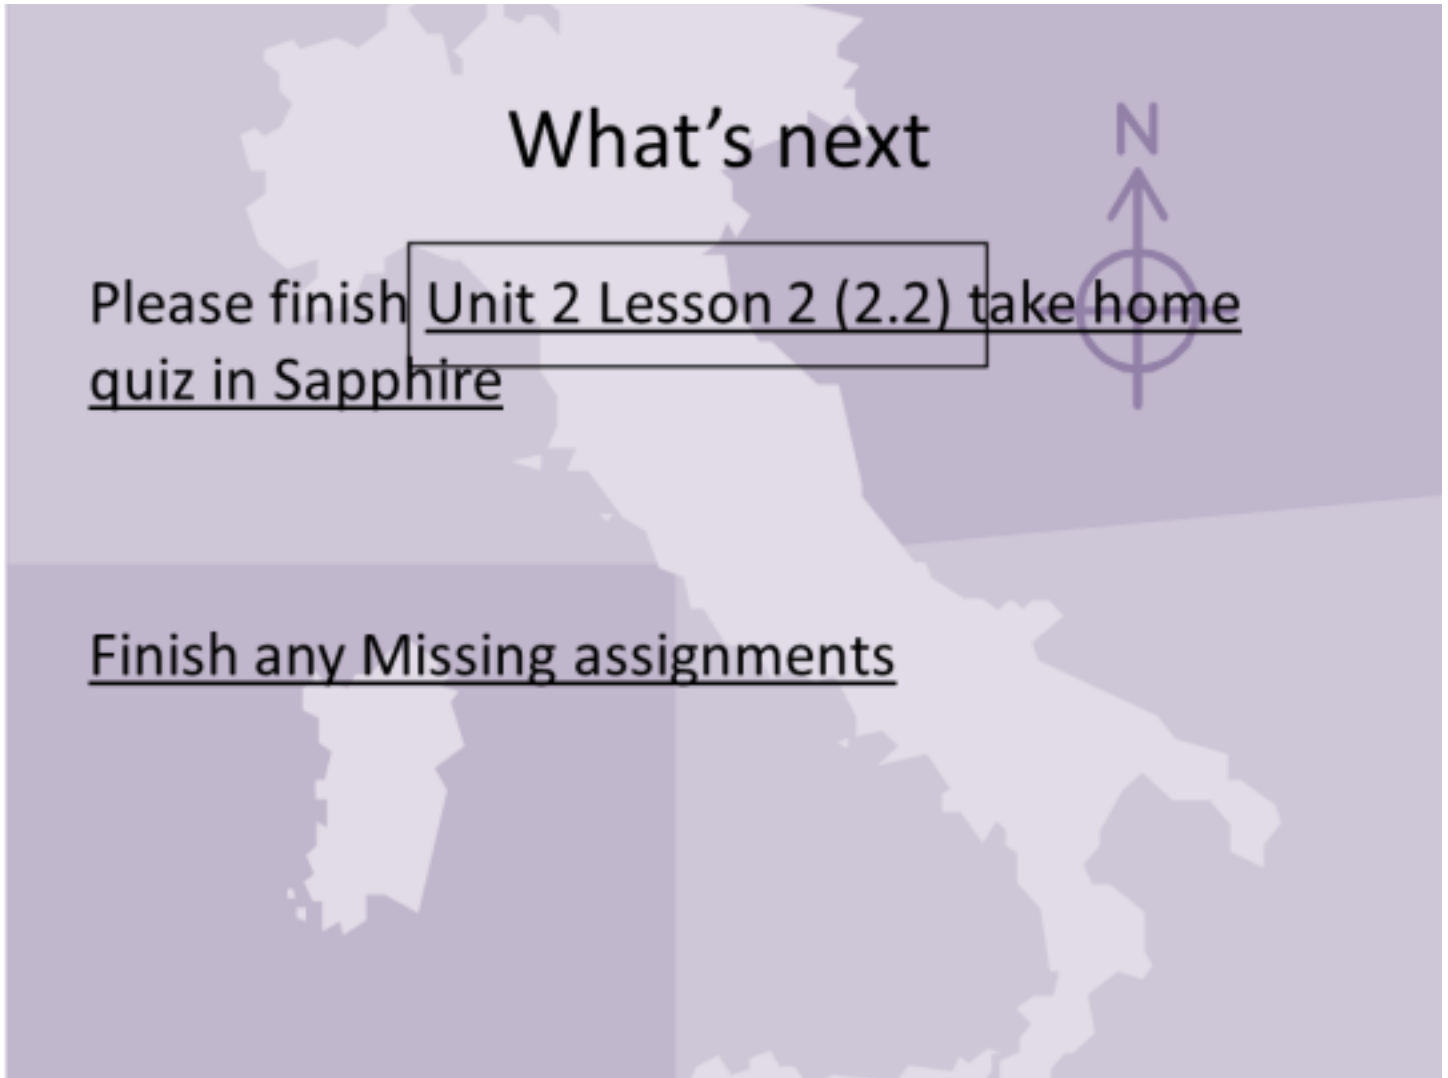 What’s next
N
Please finish Unit 2 Lesson 2 (2.2) take home
quiz in Sapphire
Finish any Missing assignments